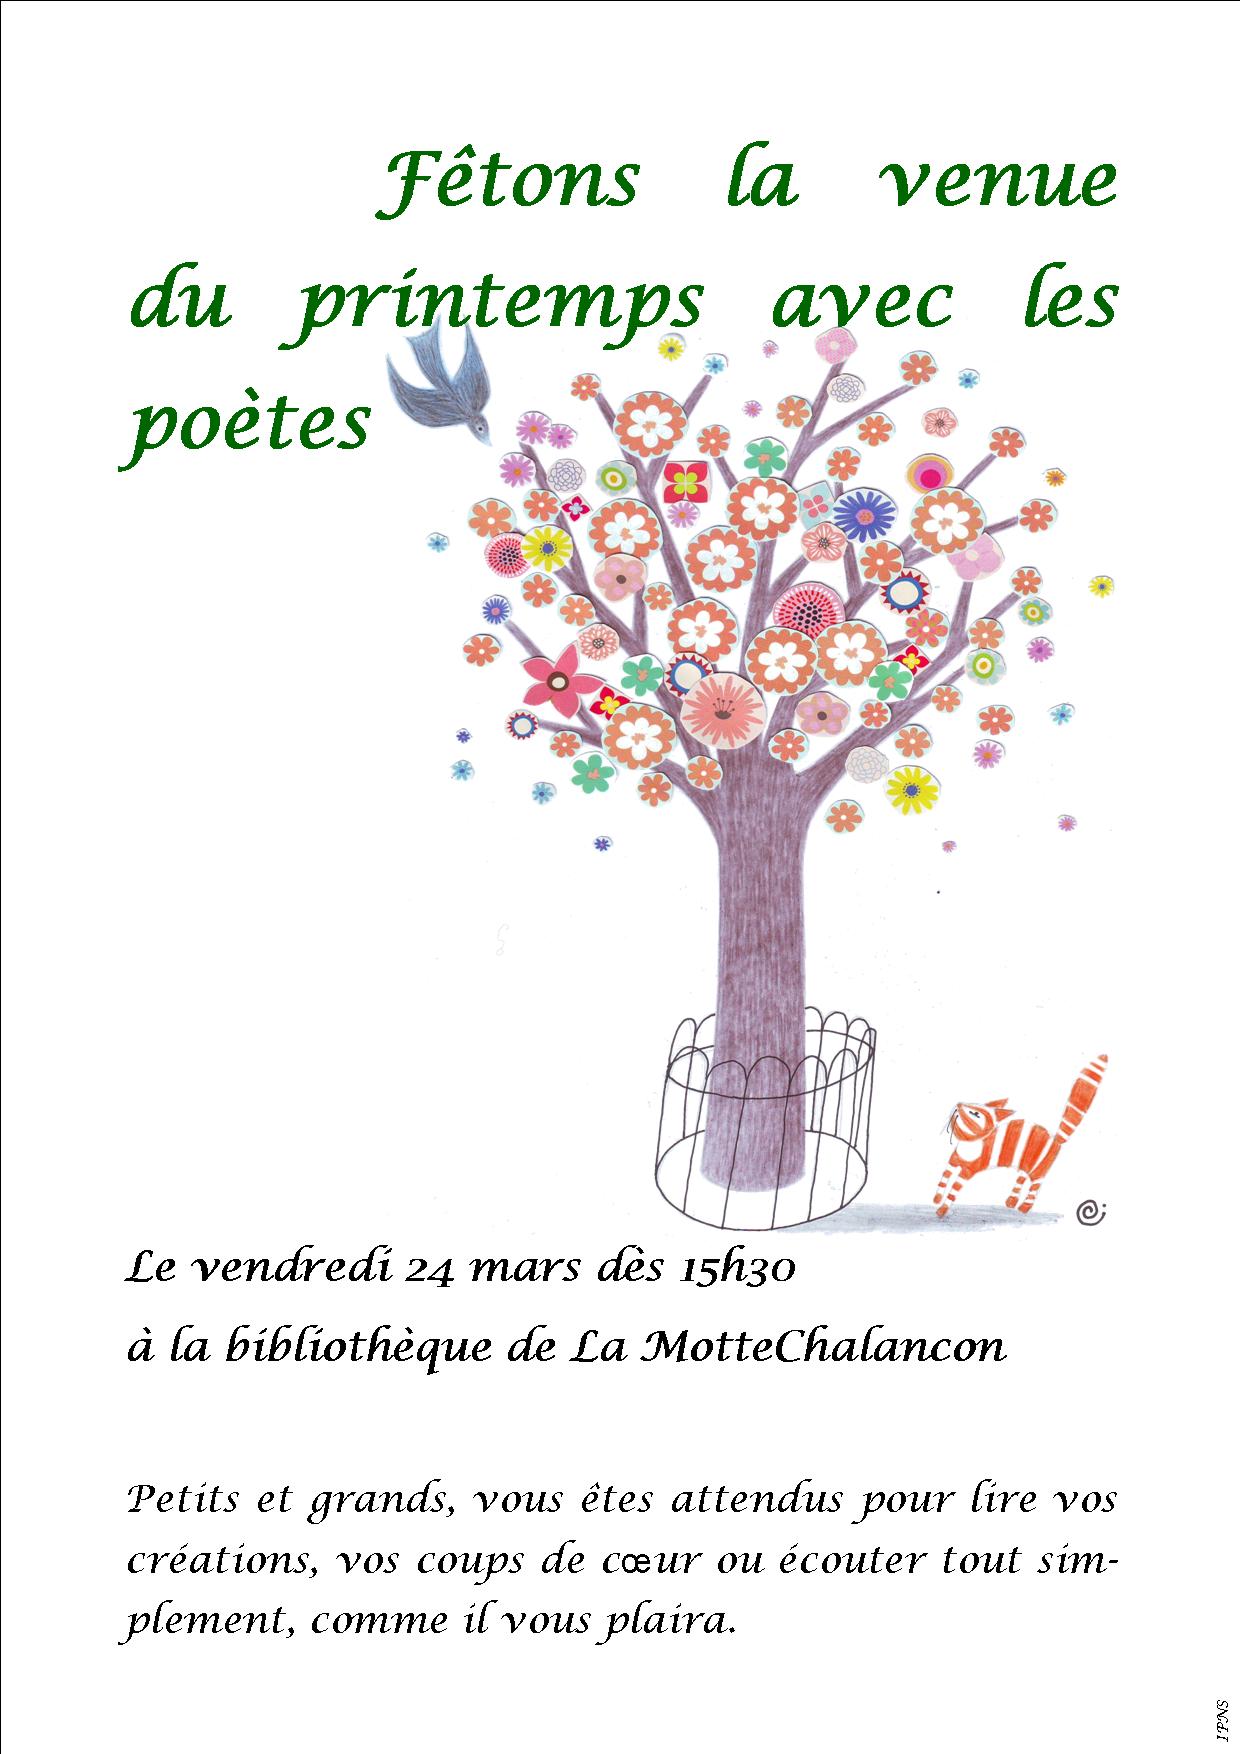 Fêtons la venue
du printemps avec les
poètes
Le vendredi 24 mars dès 15h30
à la bibliothèque de La MotteChalancon
Petits et grands, vous êtes attendus pour lire vos
créations, vos coups de cœur ou écouter tout sim-
plement, comme il vous plaira.
IPNS